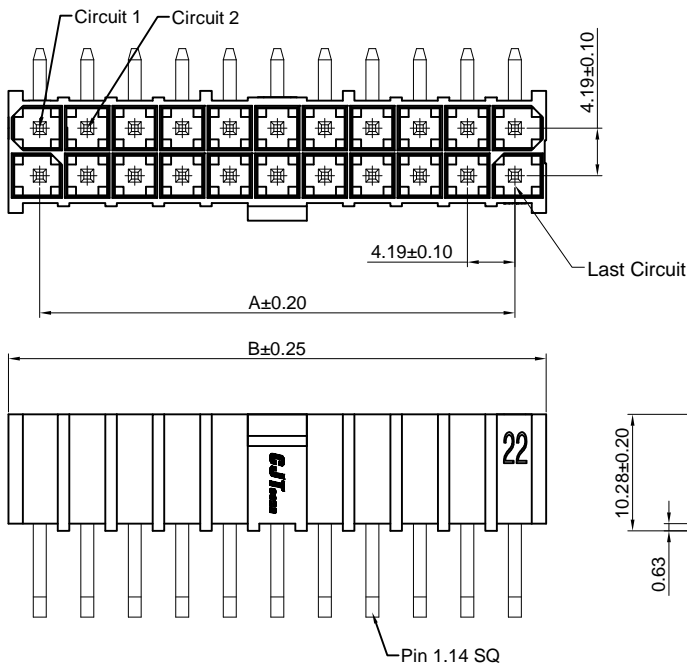 Circuit 1
Circuit 2
4.19±0.10
4.19±0.10
Last Circuit
A±0.20
B±0.25
CJT
22
10.28±0.20
0.63
Pin 1.14 SQ